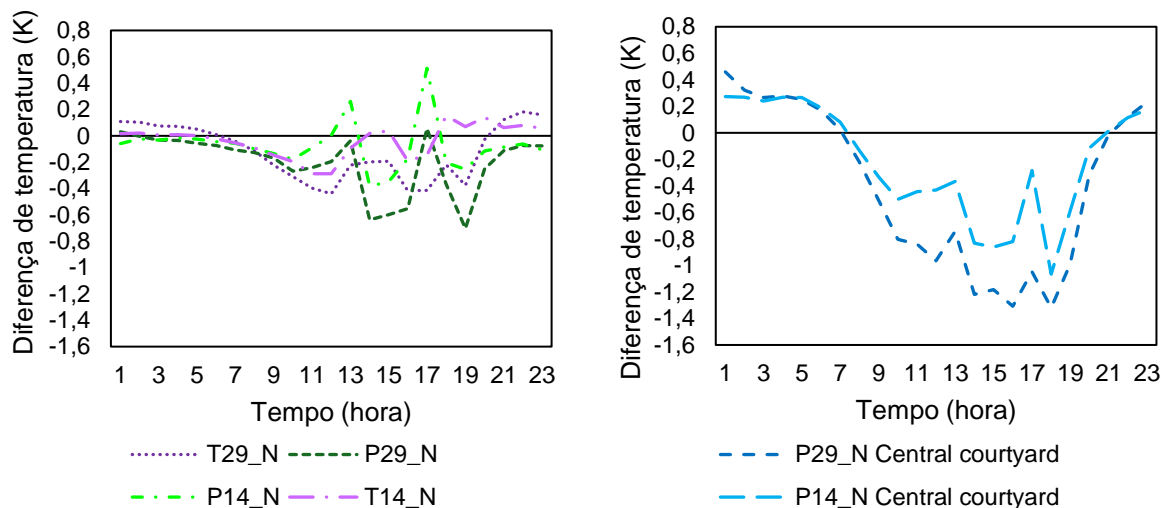 Diferença de temperatura (K)
0,8
0,6
0,4
0,2
0
-0,2
-0,4
-0,6
-0,8
-1
-1,2
-1,4
-1,6
1 3 5 7 9 11 13 15 17 19 21 23
Tempo (hora)
T29_N P29_N
P14_N T14_N
Diferença de temperatura (K)
0,8
0,6
0,4
0,2
0
-0,2
-0,4
-0,6
-0,8
-1
-1,2
-1,4
-1,6
1 3 5 7 9 11 13 15 17 19 21 23
Tempo (hora)
P29_N Central courtyard
P14_N Central courtyard